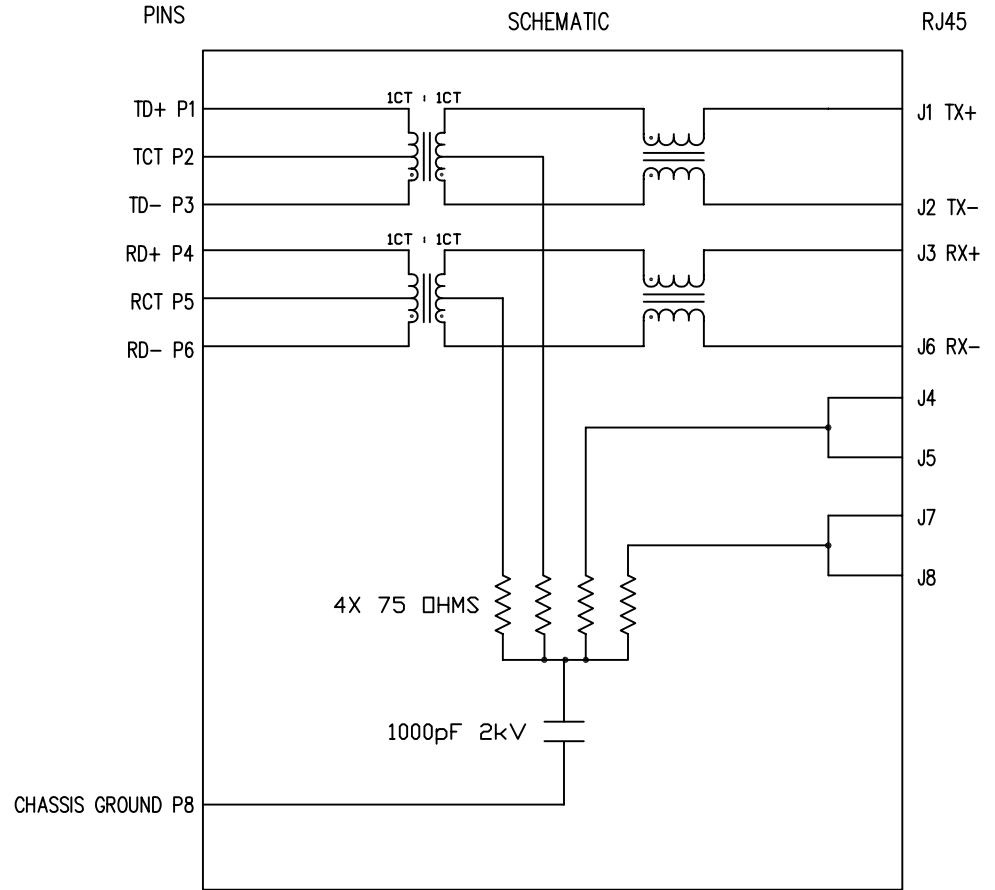 PINS
SCHEMATIC
RJ45
1CT : 1CT
TD+ P1
J1 TX+
TCT P2
TD- P3
J2 TX-
1CT : 1CT
RD+ P4
J3 RX+
RCT P5
RD- P6
J6 RX-
J4
J5
J7
J8
4X 75 OHMS
1000pF 2kV
CHASSIS GROUND P8